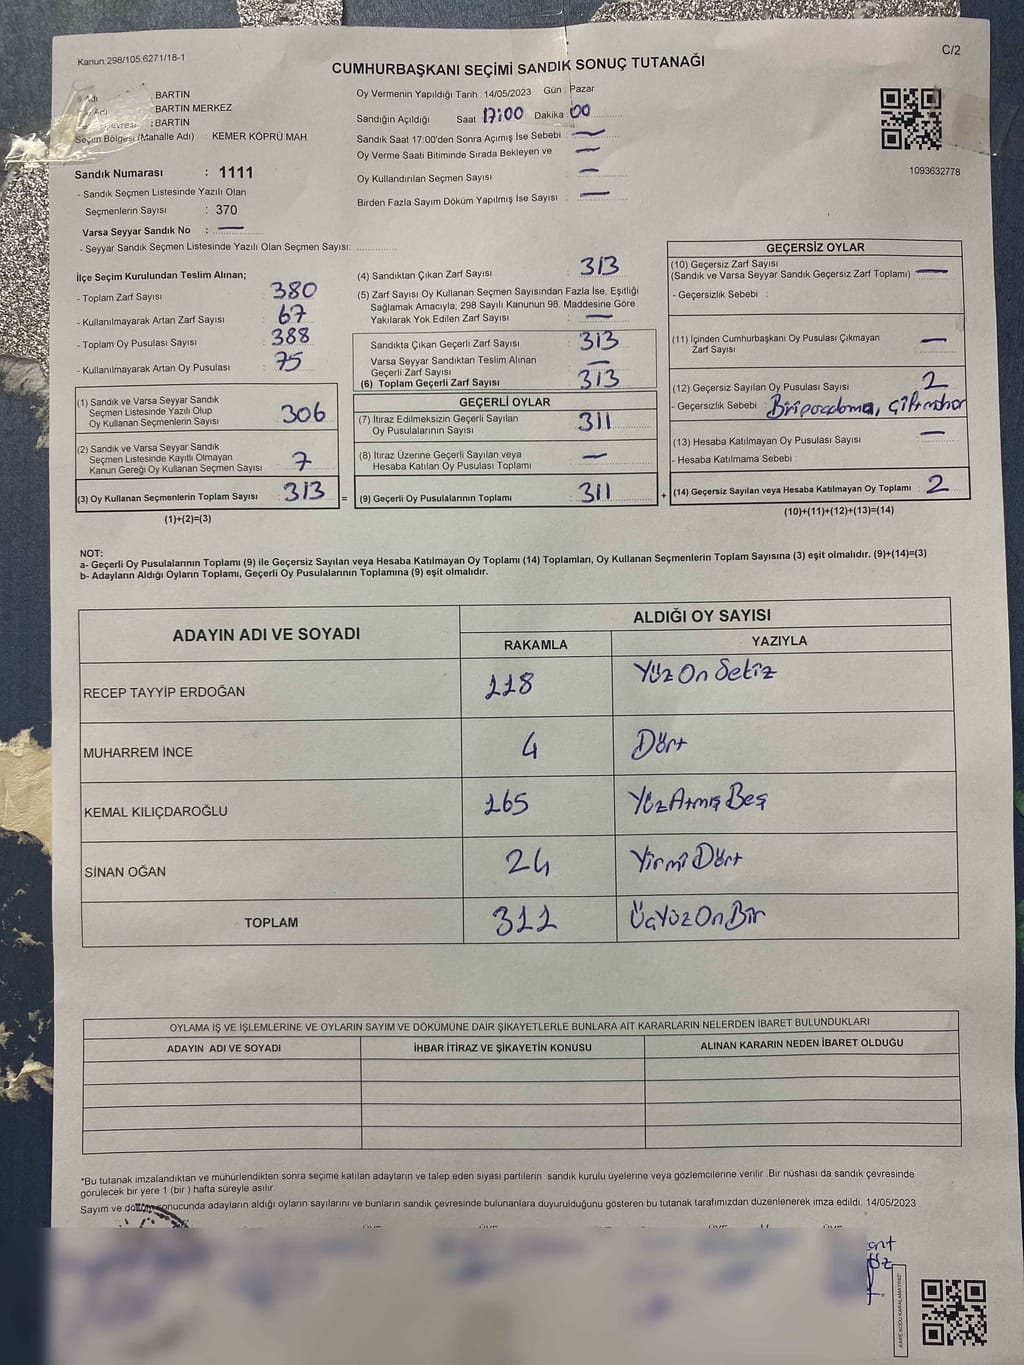 Kanun 298/105 6271/18-1
C/2
CUMHURBAŞKANI SEÇİMİ SANDIK SONUÇ TUTANAĞI
Adı BARTIN
Adı BARTIN MERKEZ
Çevresi : BARTIN
Seçim Bölgesi (Mahalle Adı) : KEMER KÖPRÜ MAH.
Sandık Numarası : 1111
- Sandık Seçmen Listesinde Yazılı Olan
Seçmenlerin Sayısı : 370
Varsa Seyyar Sandık No : —
- Seyyar Sandık Seçmen Listesinde Yazılı Olan Seçmen Sayısı:
Oy Vermenin Yapıldığı Tarih 14/05/2023 Gün : Pazar
Sandığın Açıldığı Saat 17:00 Dakika 00
Sandık Saat 17:00'den Sonra Açımış İse Sebebi —
Oy Verme Saati Bitiminde Sırada Bekleyen ve —
Oy Kullandırılan Seçmen Sayısı —
Birden Fazla Sayım Döküm Yapılmış İse Sayısı —
1093632778
İlçe Seçim Kurulundan Teslim Alınan;
- Toplam Zarf Sayısı 380
- Kullanılmayarak Artan Zarf Sayısı 67
- Toplam Oy Pusulası Sayısı 388
- Kullanılmayarak Artan Oy Pusulası 75
(1) Sandık ve Varsa Seyyar Sandık
Seçmen Listesinde Yazılı Olup
Oy Kullanan Seçmenlerin Sayısı 306
(2) Sandık ve Varsa Seyyar Sandık
Seçmen Listesinde Kayıtlı Olmayan
Kanun Gereği Oy Kullanan Seçmen Sayısı 7
(3) Oy Kullanan Seçmenlerin Toplam Sayısı 313 =
(1)+(2)=(3)
(4) Sandıktan Çıkan Zarf Sayısı 313
(5) Zarf Sayısı Oy Kullanan Seçmen Sayısından Fazla İse, Eşitliği
Sağlamak Amacıyla, 298 Sayılı Kanunun 98. Maddesine Göre
Yakılarak Yok Edilen Zarf Sayısı —
Sandıkta Çıkan Geçerli Zarf Sayısı 313
Varsa Seyyar Sandıktan Teslim Alınan
Geçerli Zarf Sayısı —
(6) Toplam Geçerli Zarf Sayısı 313
GEÇERLİ OYLAR
(7) İtiraz Edilmeksizin Geçerli Sayılan
Oy Pusulalarının Sayısı 311
(8) İtiraz Üzerine Geçerli Sayılan veya
Hesaba Katılan Oy Pusulası Toplamı —
(9) Geçerli Oy Pusulalarının Toplamı : 311 +
GEÇERSİZ OYLAR
(10) Geçersiz Zarf Sayısı
(Sandık ve Varsa Seyyar Sandık Geçersiz Zarf Toplamı) —
- Geçersizlik Sebebi :
(11) İçinden Cumhurbaşkanı Oy Pusulası Çıkmayan
Zarf Sayısı —
(12) Geçersiz Sayılan Oy Pusulası Sayısı 2
- Geçersizlik Sebebi :
(13) Hesaba Katılmayan Oy Pusulası Sayısı —
- Hesaba Katılmama Sebebi :
(14) Geçersiz Sayılan veya Hesaba Katılmayan Oy Toplamı 2
(10)+(11)+(12)+(13)=(14)
NOT:
a- Geçerli Oy Pusulalarının Toplamı (9) ile Geçersiz Sayılan veya Hesaba Katılmayan Oy Toplamı (14) Toplamları, Oy Kullanan Seçmenlerin Toplam Sayısına (3) eşit olmalıdır. (9)+(14)=(3)
b- Adayların Aldığı Oyların Toplamı, Geçerli Oy Pusulalarının Toplamına (9) eşit olmalıdır.
ADAYIN ADI VE SOYADI ALDIĞI OY SAYISI
RAKAMLA YAZIYLA
RECEP TAYYİP ERDOĞAN 118 Yüz On Sekiz
MUHARREM İNCE 4 Dört
KEMAL KILIÇDAROĞLU 165 Yüz Atmış Beş
SİNAN OĞAN 24 Yirmi Dört
TOPLAM 311 Üç Yüz On Bir
OYLAMA İŞ VE İŞLEMLERİNE VE OYLARIN SAYIM VE DÖKÜMÜNE DAİR ŞİKAYETLERLE BUNLARA AİT KARARLARIN NELERDEN İBARET BULUNDUKLARI
ADAYIN ADI VE SOYADI İHBAR İTİRAZ VE ŞİKAYETİN KONUSU ALINAN KARARIN NEDEN İBARET OLDUĞU
*Bu tutanak imzalandıktan ve mühürlendikten sonra seçime katılan adayların ve talep eden siyasi partilerin sandık kurulu üyelerine veya gözlemcilerine verilir. Bir nüshası da sandık çevresinde
görülecek bir yere 1 (bir ) hafta süreyle asılır.
Sayım ve döküm sonucunda adayların aldığı oyların sayılarını ve bunların sandık çevresinde bulunanlara duyurulduğunu gösteren bu tutanak tarafımızdan düzenlenerek imza edildi. 14/05/2023
KARE KODU KARALAMAYINIZ!